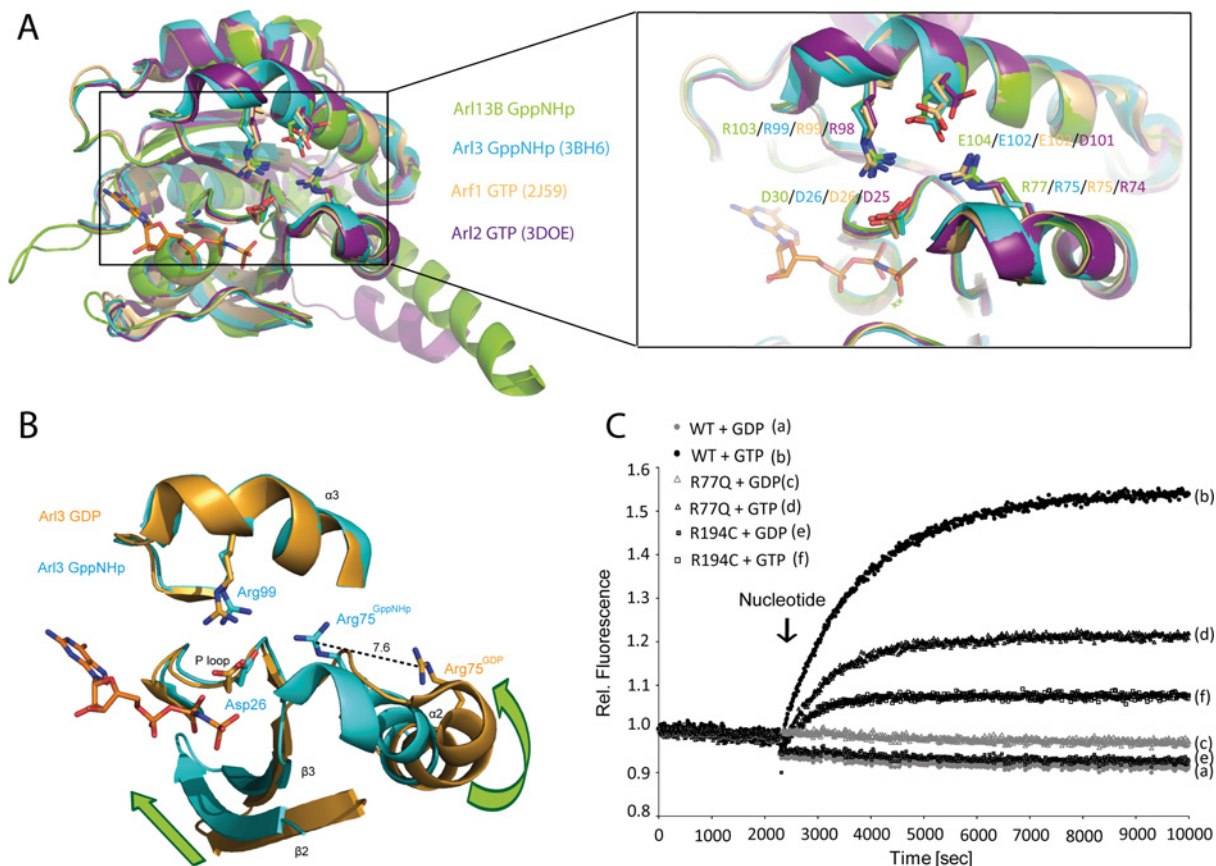 A
Arl13B GppNHp
Arl3 GppNHp (3BH6)
Arf1 GTP (2J59)
Arl2 GTP (3DOE)
R103/R99/R99/R98
E104/E102/E102/D101
D30/D26/D26/D25
R77/R75/R75/R74
B
Arl3 GDP
Arl3 GppNHp
α3
Arg99
Arg75GppNHp
7.6
Arg75GDP
P loop
Asp26
α2
β3
β2
C
WT + GDP (a)
WT + GTP (b)
R77Q + GDP(c)
R77Q + GTP (d)
R194C + GDP (e)
R194C + GTP (f)
Rel. Fluorescence
1.6
1.5
1.4
1.3
1.2
1.1
1.0
0.9
0.8
Nucleotide
(b)
(d)
(f)
(c)
(e)
(a)
0 1000 2000 3000 4000 5000 6000 7000 8000 9000 10000
Time [sec]